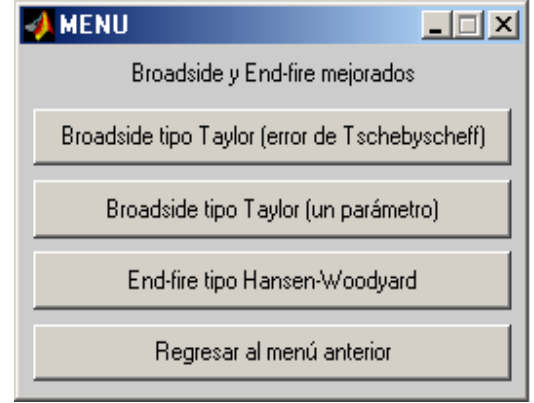 MENU
Broadside y End-fire mejorados
Broadside tipo Taylor (error de Tschebyscheff)
Broadside tipo Taylor (un parámetro)
End-fire tipo Hansen-Woodyard
Regresar al menú anterior